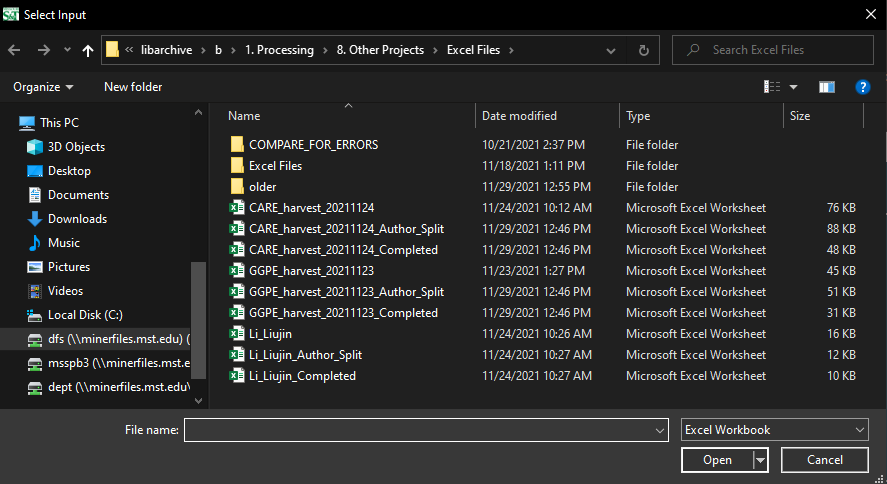 SAT Select Input
« libarchive > b > 1. Processing > 8. Other Projects > Excel Files >
Search Excel Files
Organize New folder
Name Date modified Type Size
This PC
3D Objects
Desktop
Documents
Downloads
Music
Pictures
Videos
Local Disk (C:)
dfs (\\minerfiles.mst.edu) (
msspb3 (\\minerfiles.mst.e
dept (\\minerfiles.mst.edu\
COMPARE_FOR_ERRORS 10/21/2021 2:37 PM File folder
Excel Files 11/18/2021 1:11 PM File folder
older 11/29/2021 12:55 PM File folder
CARE_harvest_20211124 11/24/2021 10:12 AM Microsoft Excel Worksheet 76 KB
CARE_harvest_20211124_Author_Split 11/29/2021 12:46 PM Microsoft Excel Worksheet 88 KB
CARE_harvest_20211124_Completed 11/29/2021 12:46 PM Microsoft Excel Worksheet 48 KB
GGPE_harvest_20211123 11/23/2021 1:27 PM Microsoft Excel Worksheet 45 KB
GGPE_harvest_20211123_Author_Split 11/29/2021 12:46 PM Microsoft Excel Worksheet 51 KB
GGPE_harvest_20211123_Completed 11/29/2021 12:46 PM Microsoft Excel Worksheet 31 KB
Li_Liujin 11/24/2021 10:26 AM Microsoft Excel Worksheet 16 KB
Li_Liujin_Author_Split 11/24/2021 10:27 AM Microsoft Excel Worksheet 12 KB
Li_Liujin_Completed 11/24/2021 10:27 AM Microsoft Excel Worksheet 10 KB
File name: Excel Workbook
Open Cancel